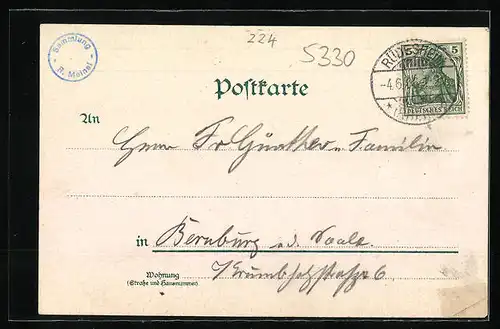 Sammlung
R. Meinel
224
5330
RÜDESHEIM
5
-4.6.
DEUTSCHES REICH
Postkarte
An
Herrn Fr Günther u Familie
in Bernburg a. d. Saale
Wohnung
(Straße und Hausnummer)
Krumbholzstraße 6